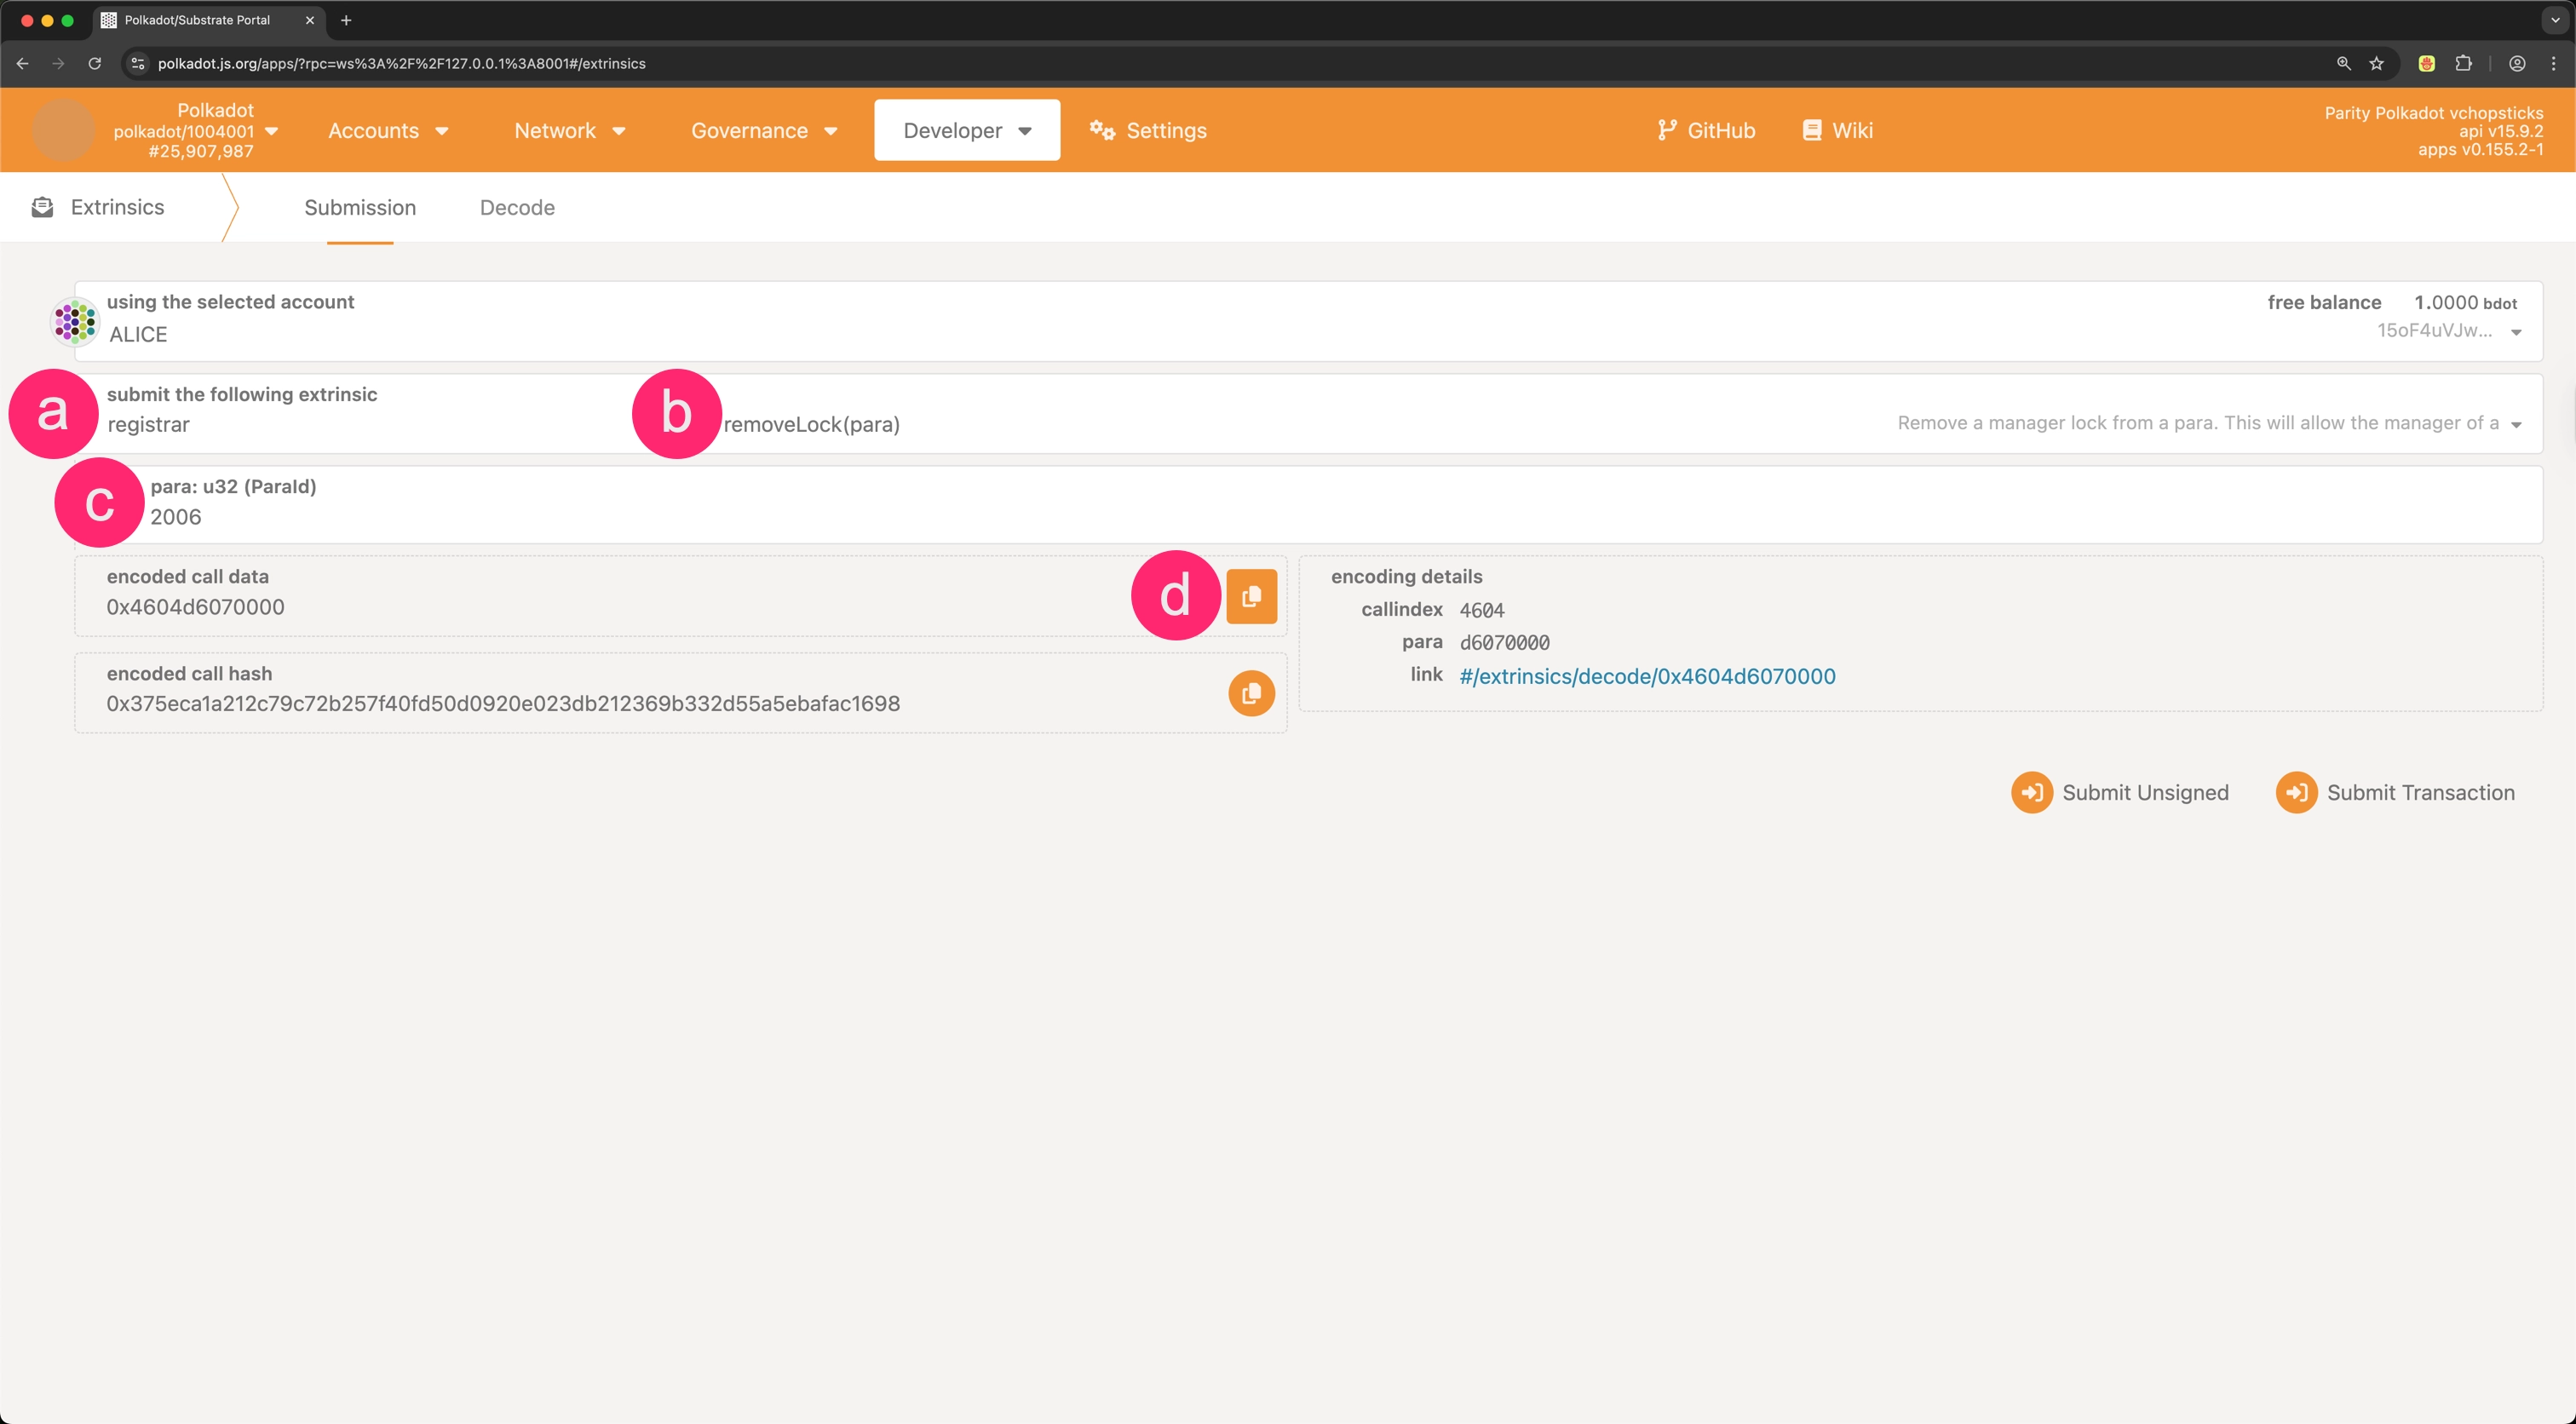 Polkadot/Substrate Portal
polkadot.js.org/apps/?rpc=ws%3A%2F%2F127.0.0.1%3A8001#/extrinsics
Polkadot
polkadot/1004001
#25,907,987
Accounts
Network
Governance
Developer
Settings
GitHub
Wiki
Parity Polkadot vchopsticks
api v15.9.2
apps v0.155.2-1
Extrinsics
Submission
Decode
using the selected account
ALICE
free balance 1.0000 bdot
15oF4uVJw...
a
submit the following extrinsic
registrar
b
removeLock(para)
Remove a manager lock from a para. This will allow the manager of a
c
para: u32 (ParaId)
2006
encoded call data
0x4604d6070000
d
encoding details
callindex 4604
para d6070000
link #/extrinsics/decode/0x4604d6070000
encoded call hash
0x375eca1a212c79c72b257f40fd50d0920e023db212369b332d55a5ebafac1698
Submit Unsigned
Submit Transaction